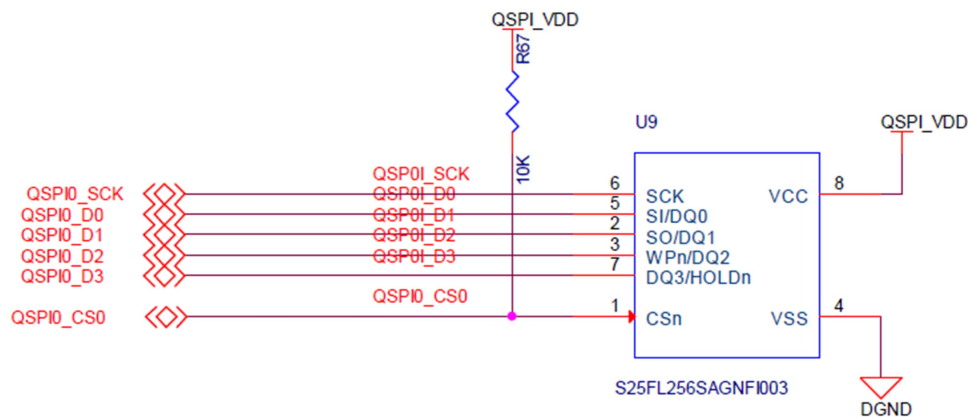 QSPI_VDD
R67
10K
U9
QSPI_VDD
QSPI0_SCK
QSPI0_D0
QSPI0_D1
QSPI0_D2
QSPI0_D3
QSPI0_CS0
QSP0I_SCK
QSP0I_D0
QSP0I_D1
QSP0I_D2
QSP0I_D3
QSPI0_CS0
6 SCK VCC 8
5 SI/DQ0
2 SO/DQ1
3 WPn/DQ2
7 DQ3/HOLDn
1 CSn VSS 4
S25FL256SAGNFI003
DGND